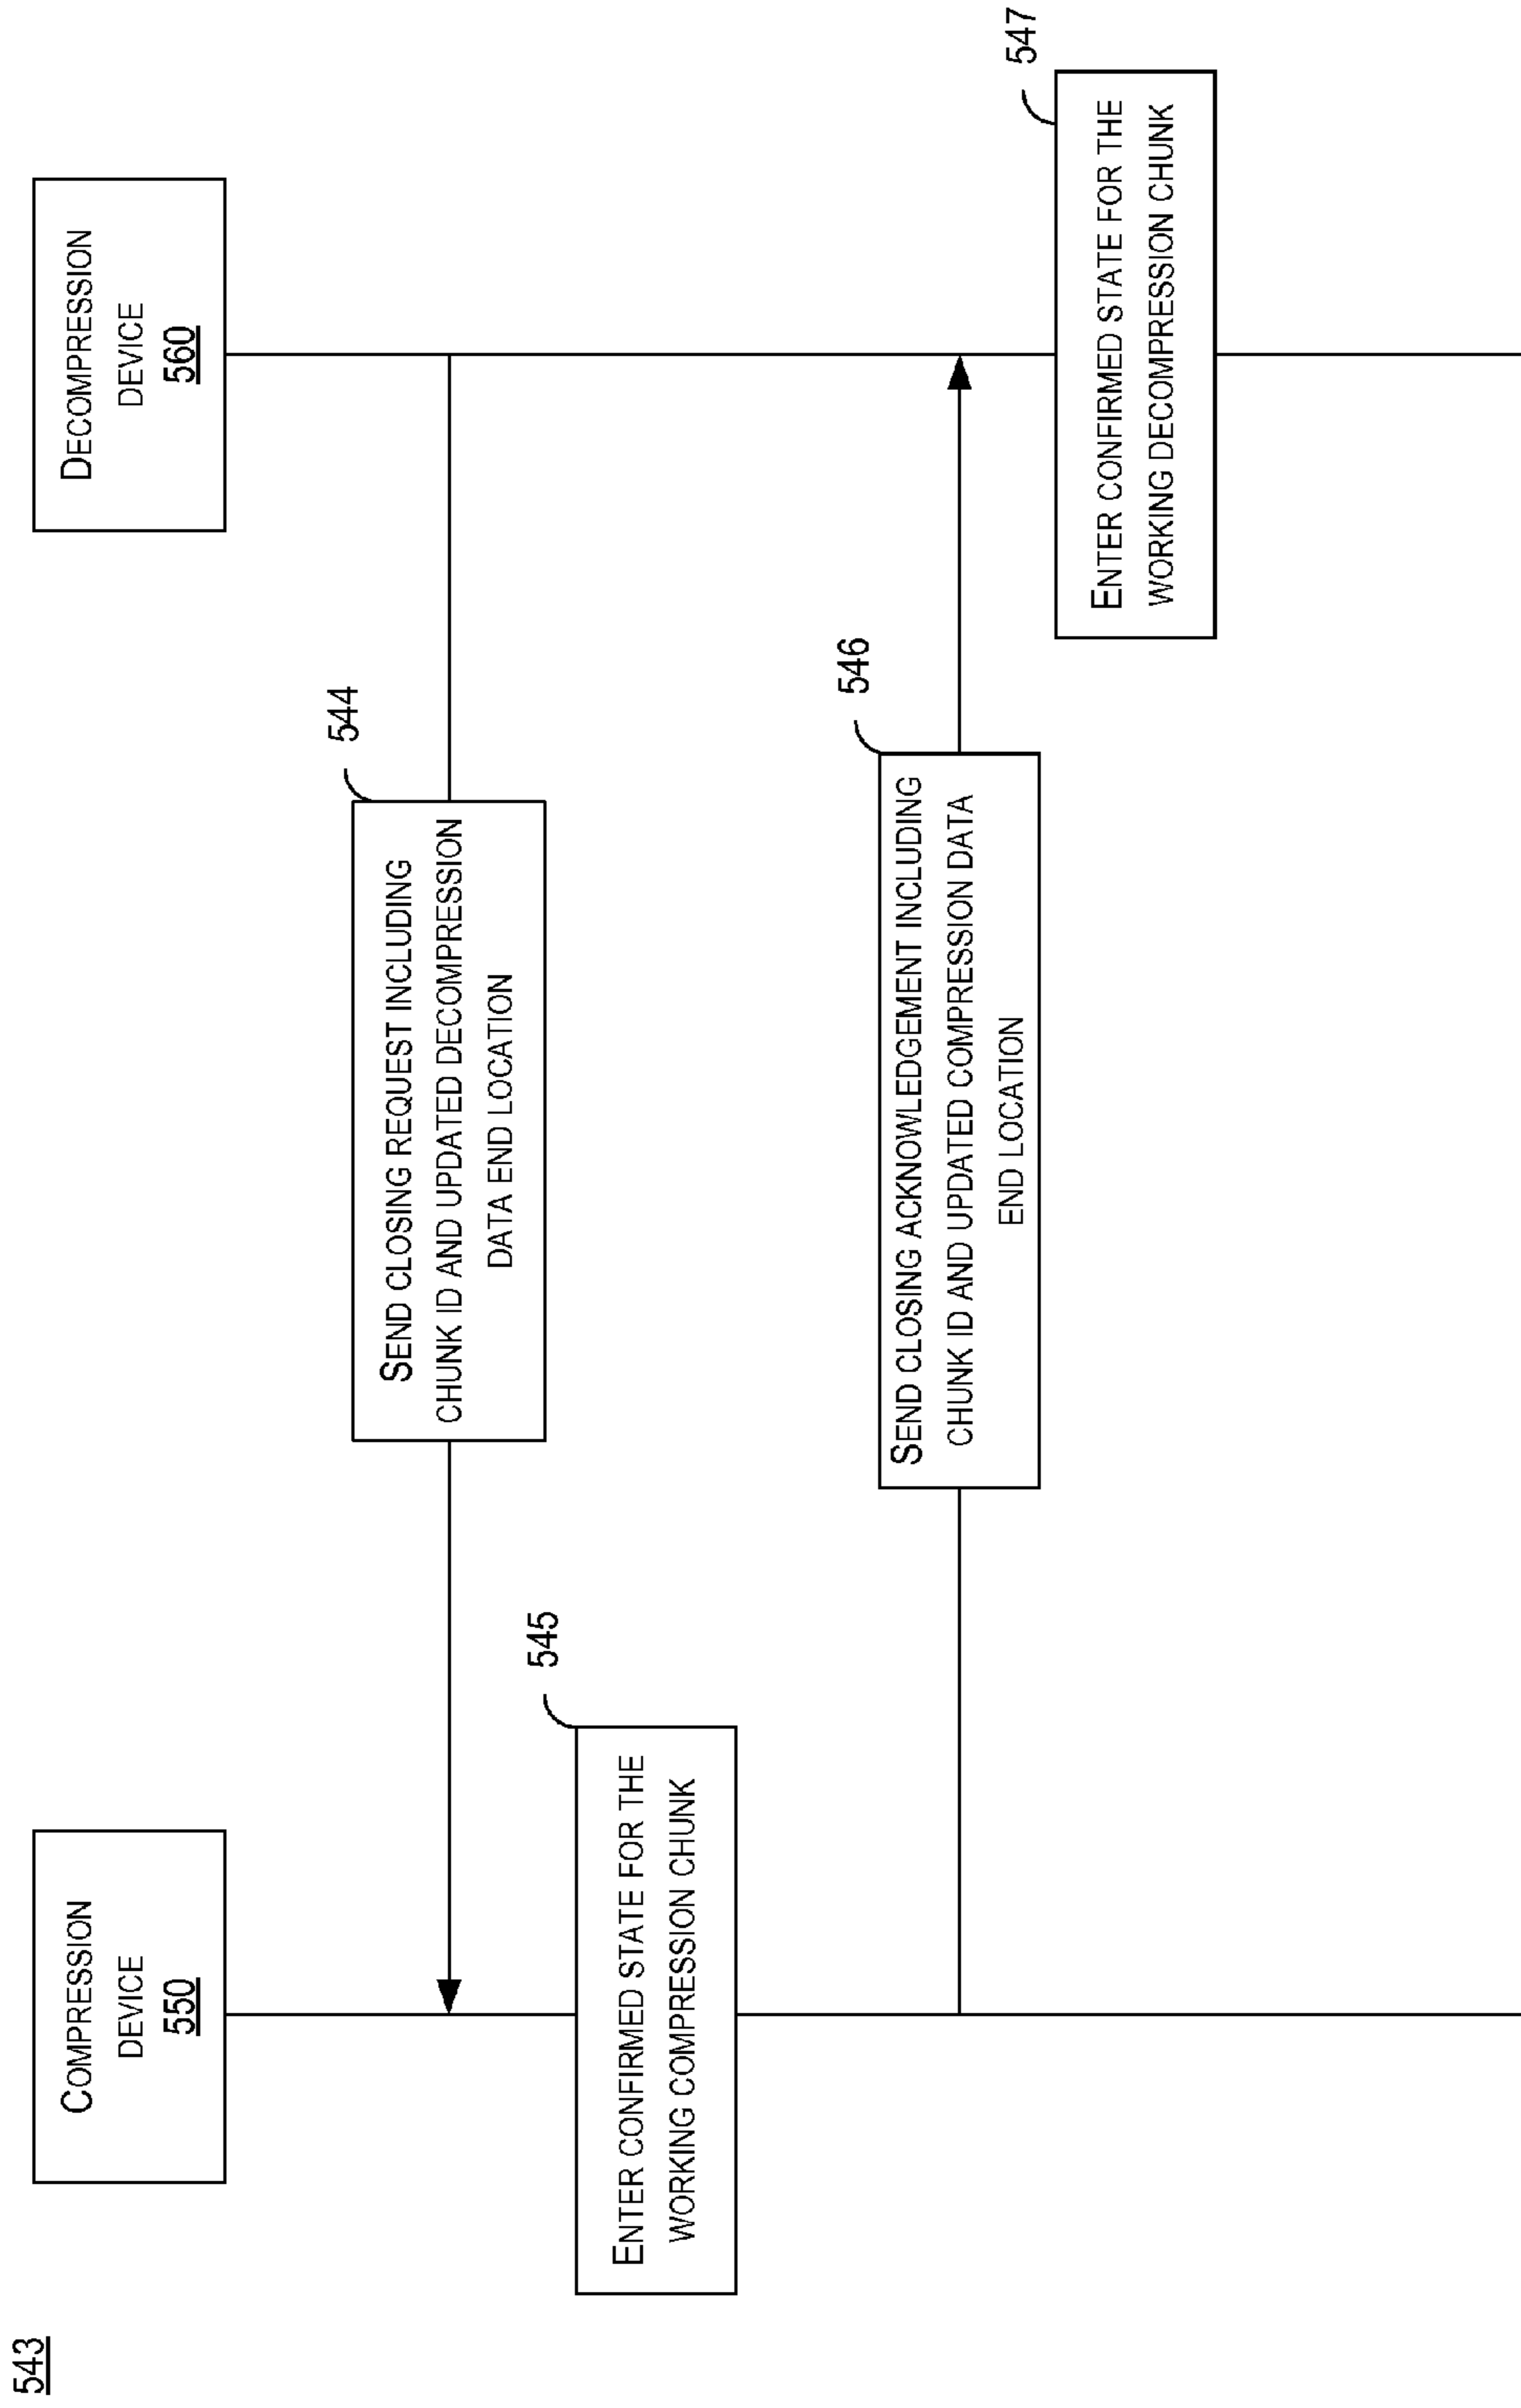 543
COMPRESSION
DEVICE
550
DECOMPRESSION
DEVICE
560
544
SEND CLOSING REQUEST INCLUDING
CHUNK ID AND UPDATED DECOMPRESSION
DATA END LOCATION
545
ENTER CONFIRMED STATE FOR THE
WORKING COMPRESSION CHUNK
546
SEND CLOSING ACKNOWLEDGEMENT INCLUDING
CHUNK ID AND UPDATED COMPRESSION DATA
END LOCATION
547
ENTER CONFIRMED STATE FOR THE
WORKING DECOMPRESSION CHUNK